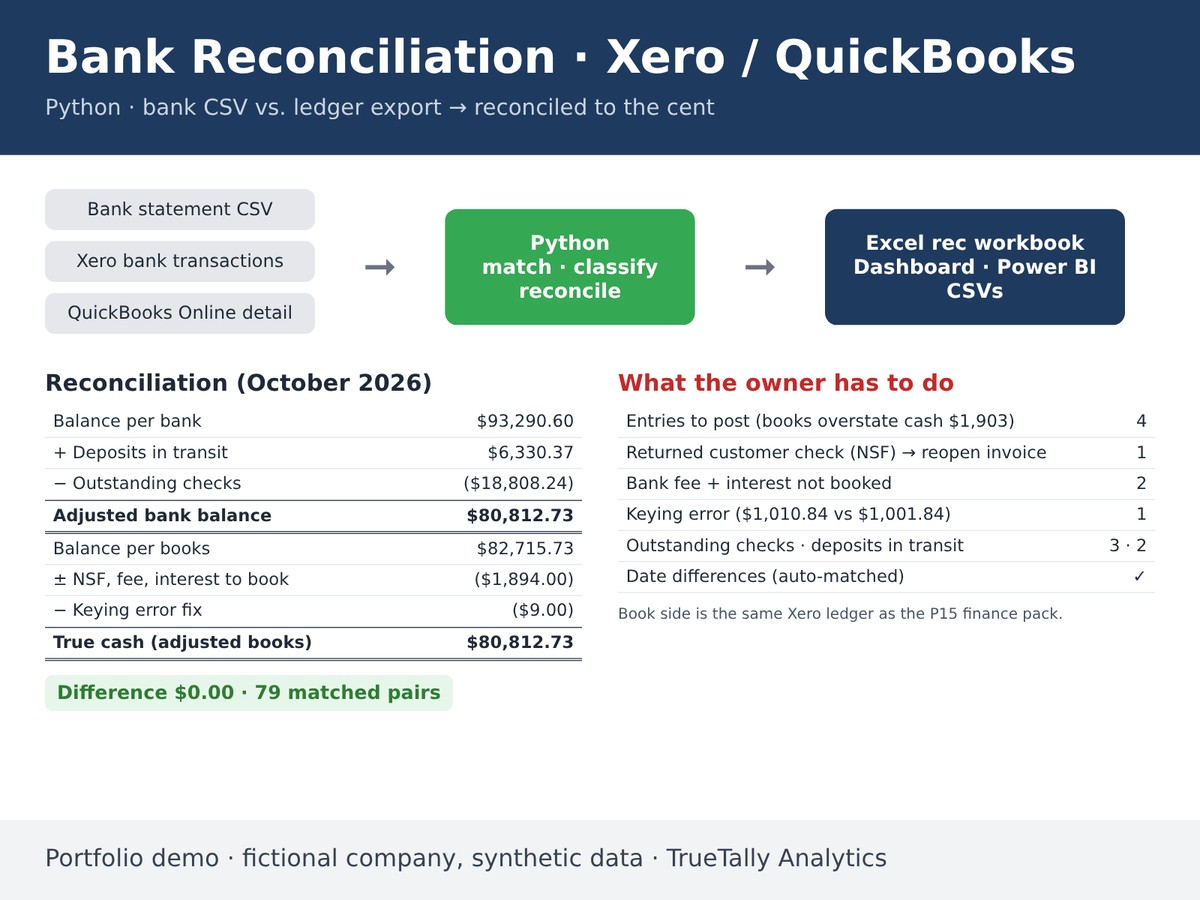 Bank Reconciliation · Xero / QuickBooks
Python · bank CSV vs. ledger export → reconciled to the cent
Bank statement CSV
Xero bank transactions
QuickBooks Online detail
→
Python
match · classify
reconcile
→
Excel rec workbook
Dashboard · Power BI
CSVs
Reconciliation (October 2026)
Balance per bank $93,290.60
+ Deposits in transit $6,330.37
− Outstanding checks ($18,808.24)
Adjusted bank balance $80,812.73
Balance per books $82,715.73
± NSF, fee, interest to book ($1,894.00)
− Keying error fix ($9.00)
True cash (adjusted books) $80,812.73
Difference $0.00 · 79 matched pairs
What the owner has to do
Entries to post (books overstate cash $1,903) 4
Returned customer check (NSF) → reopen invoice 1
Bank fee + interest not booked 2
Keying error ($1,010.84 vs $1,001.84) 1
Outstanding checks · deposits in transit 3 · 2
Date differences (auto-matched) ✓
Book side is the same Xero ledger as the P15 finance pack.
Portfolio demo · fictional company, synthetic data · TrueTally Analytics